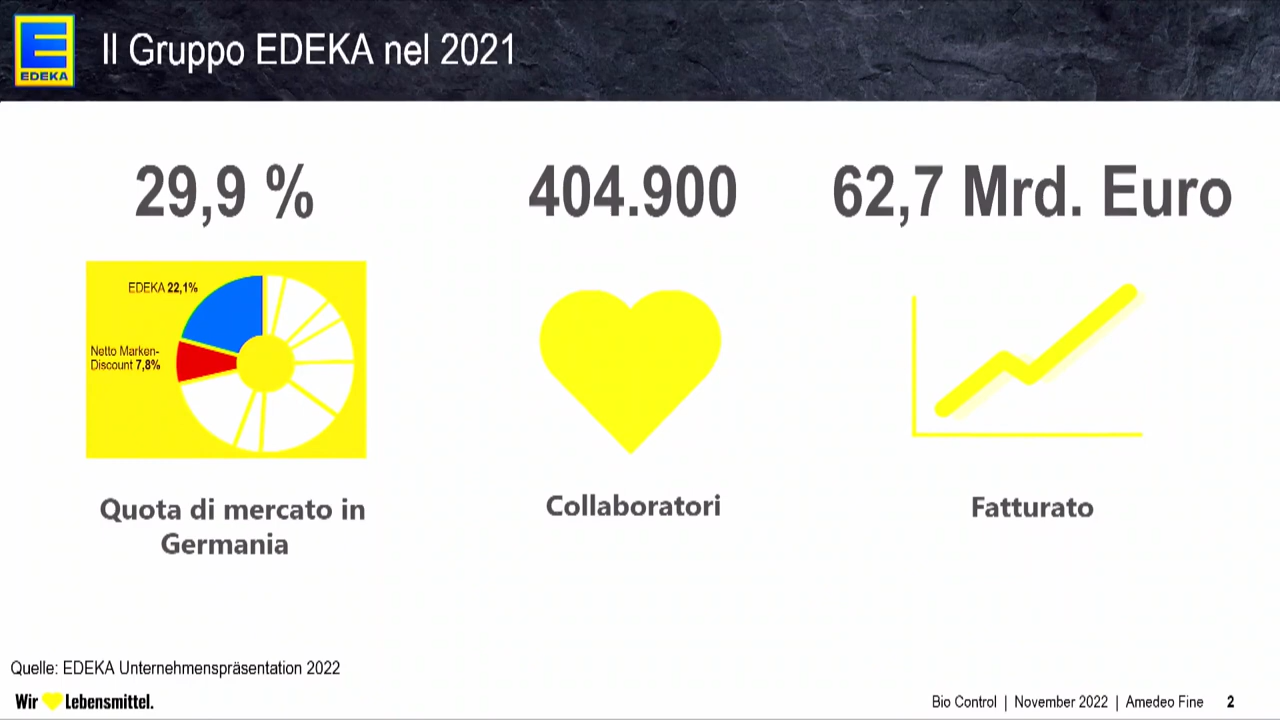 EDEKA
Il Gruppo EDEKA nel 2021
29,9 %
404.900
62,7 Mrd. Euro
EDEKA 22,1%
Netto Marken-
Discount 7,8%
Quota di mercato in
Germania
Collaboratori
Fatturato
Quelle: EDEKA Unternehmenspräsentation 2022
Wir Lebensmittel.
Bio Control | November 2022 | Amedeo Fine 2